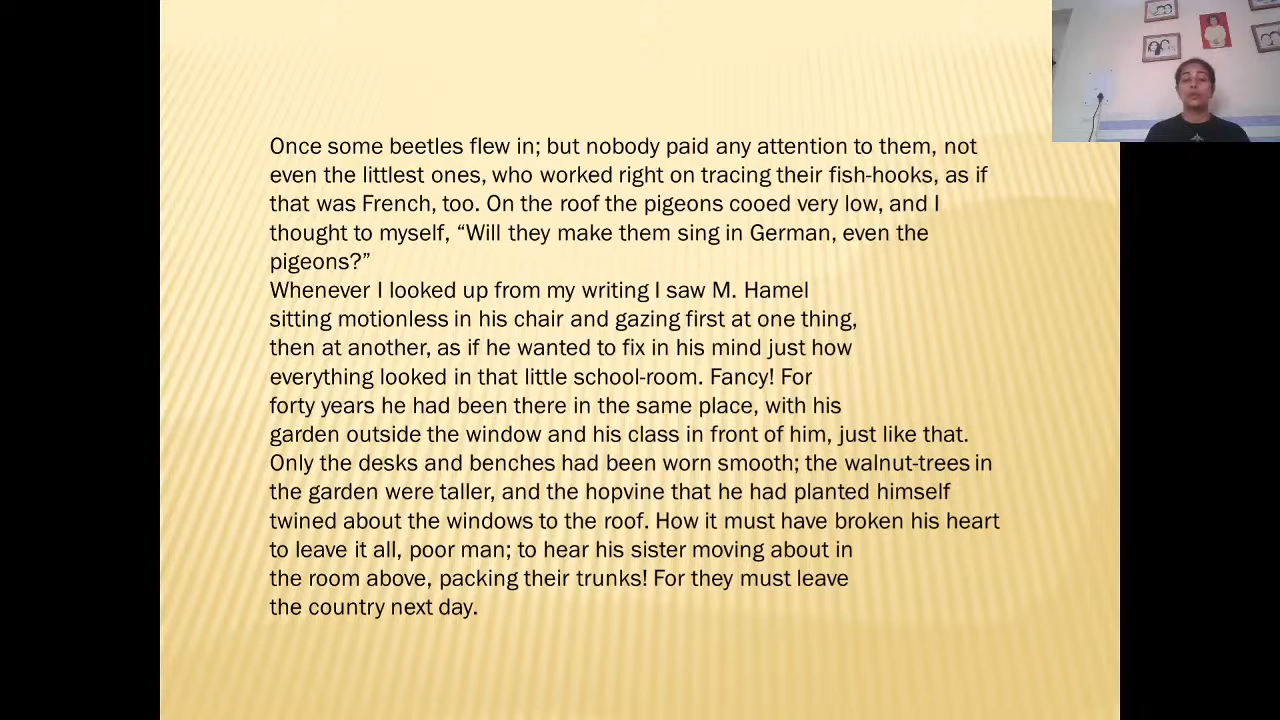 Once some beetles flew in; but nobody paid any attention to them, not
even the littlest ones, who worked right on tracing their fish-hooks, as if
that was French, too. On the roof the pigeons cooed very low, and I
thought to myself, “Will they make them sing in German, even the
pigeons?”
Whenever I looked up from my writing I saw M. Hamel
sitting motionless in his chair and gazing first at one thing,
then at another, as if he wanted to fix in his mind just how
everything looked in that little school-room. Fancy! For
forty years he had been there in the same place, with his
garden outside the window and his class in front of him, just like that.
Only the desks and benches had been worn smooth; the walnut-trees in
the garden were taller, and the hopvine that he had planted himself
twined about the windows to the roof. How it must have broken his heart
to leave it all, poor man; to hear his sister moving about in
the room above, packing their trunks! For they must leave
the country next day.